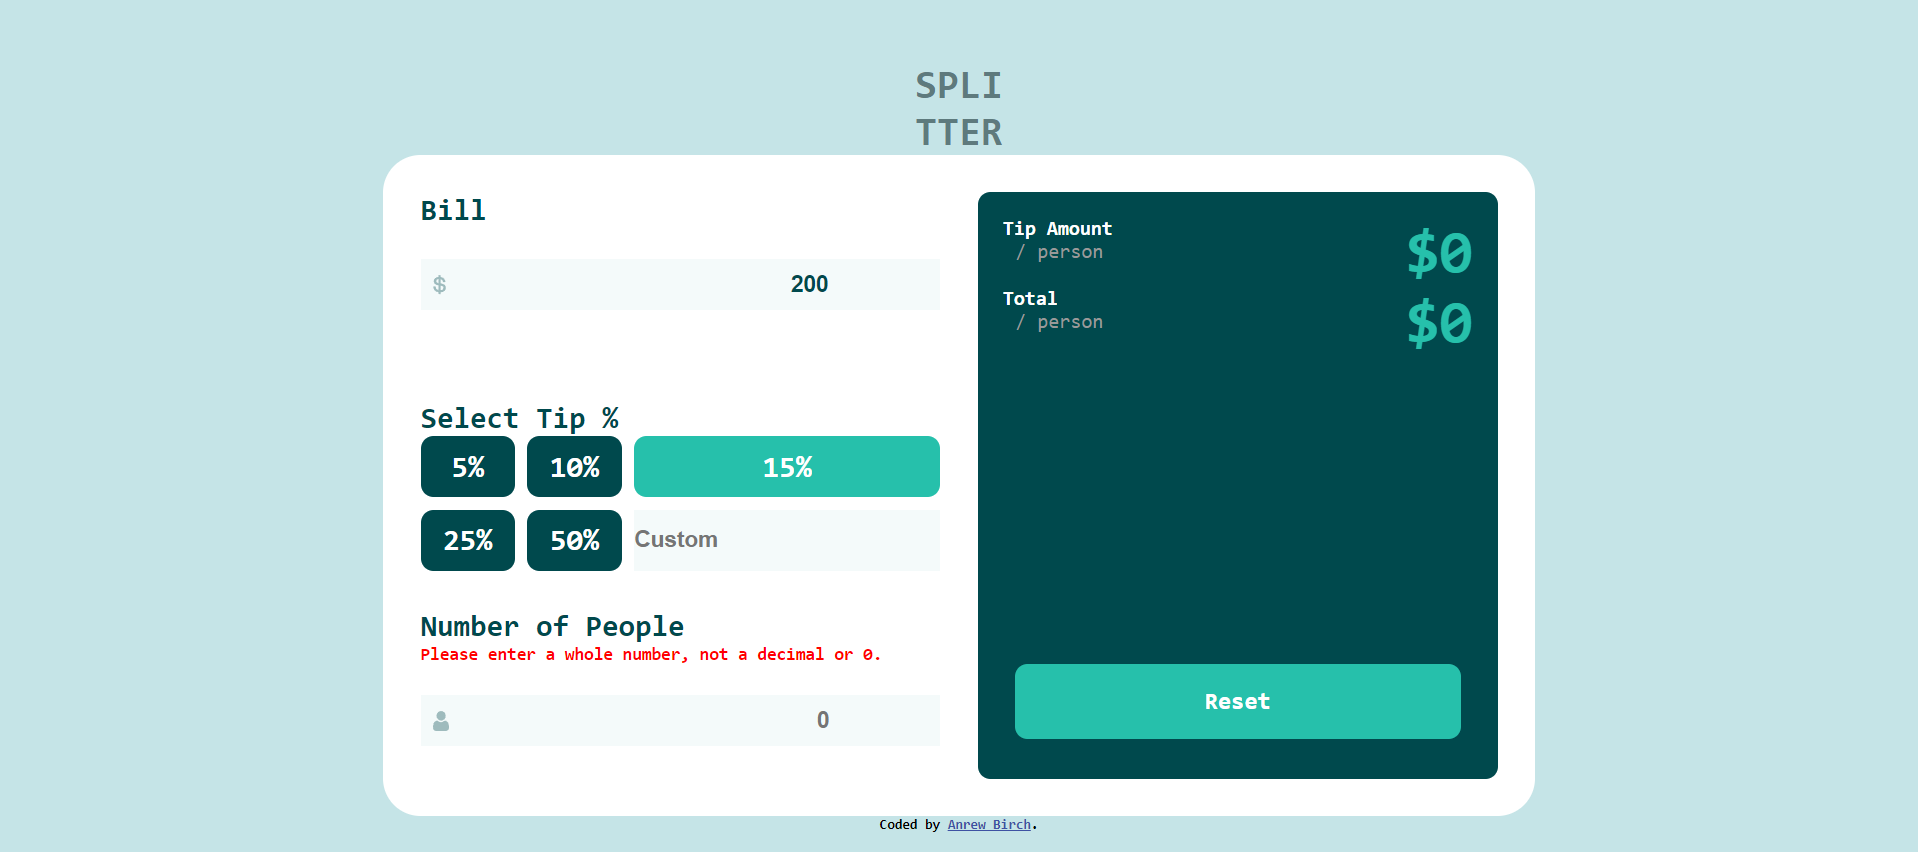 SPLI
TTER
Bill
$ 200
Select Tip %
5% 10% 15%
25% 50% Custom
Number of People
Please enter a whole number, not a decimal or 0.
0
Tip Amount
/ person
$0
Total
/ person
$0
Reset
Coded by Anrew Birch.